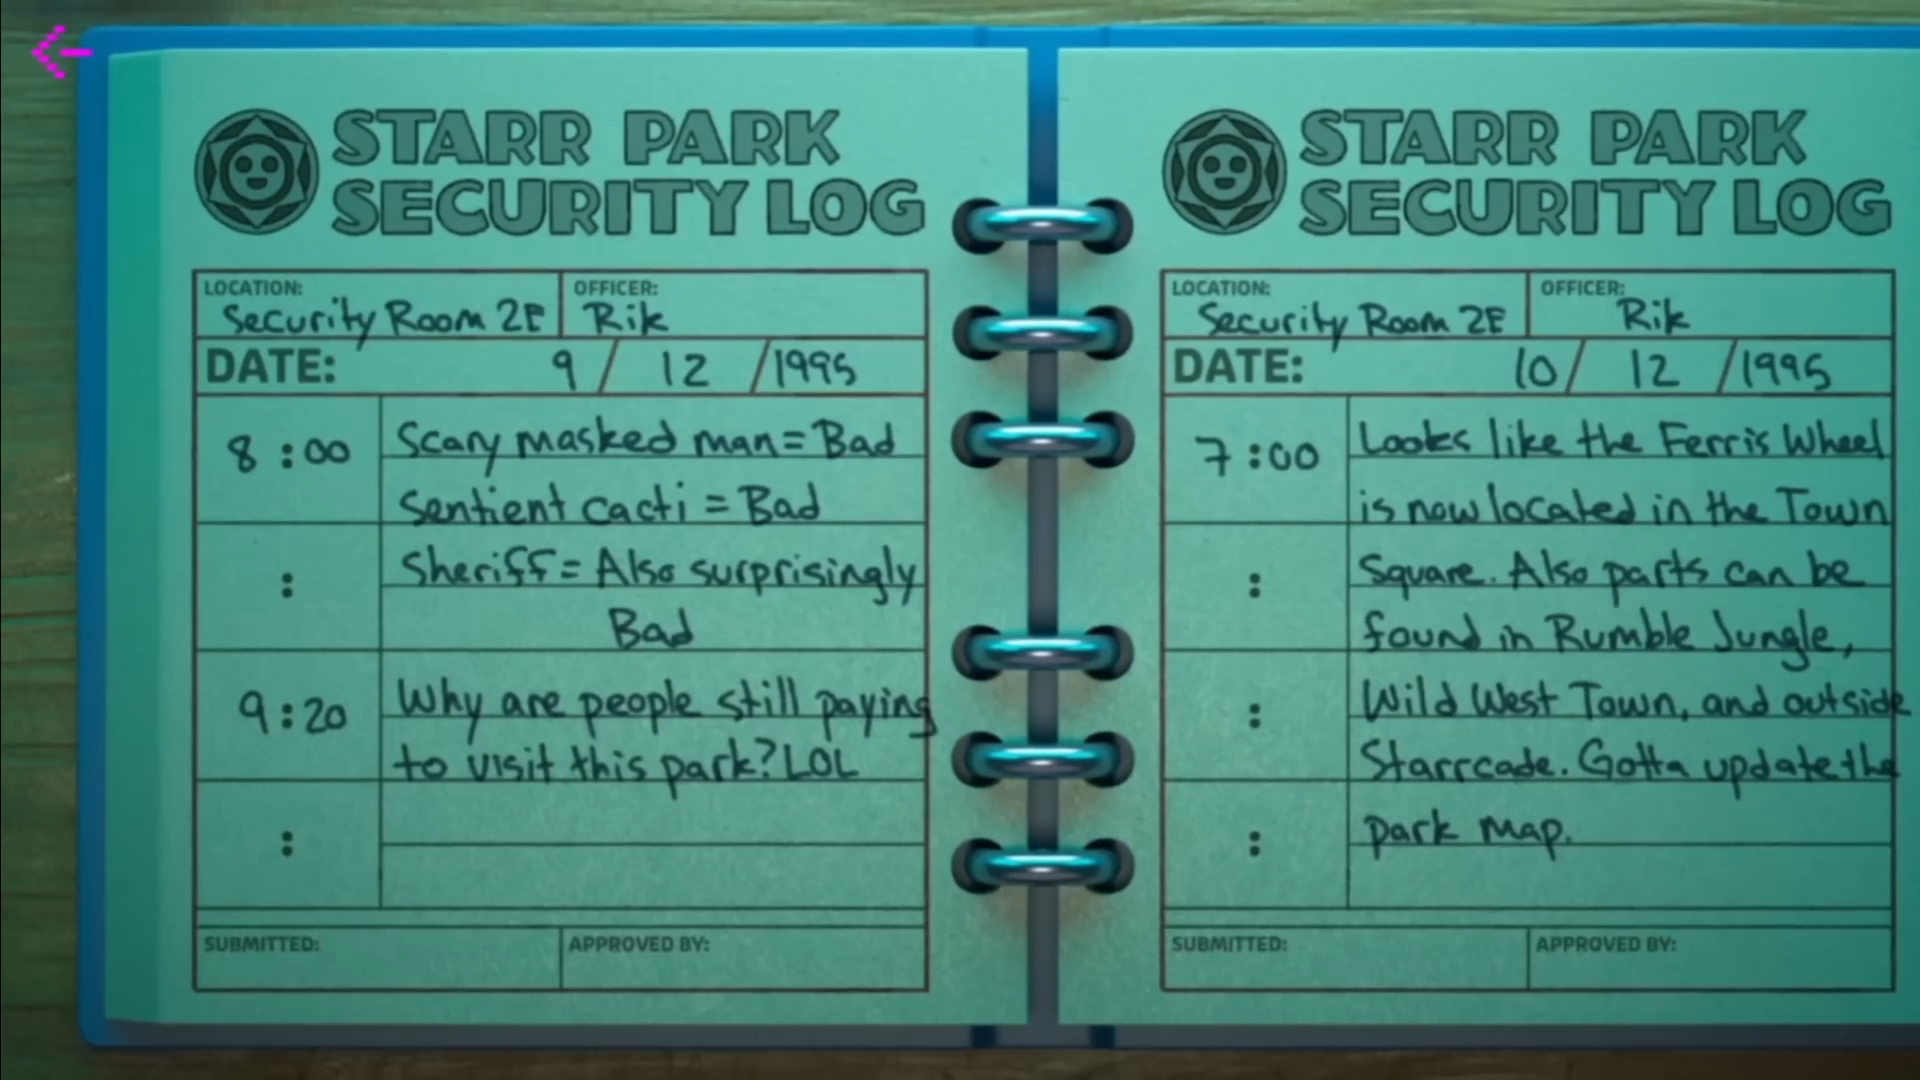 STARR PARK
SECURITY LOG
LOCATION:
Security Room 2E
OFFICER:
Rik
DATE: 9 / 12 / 1995
8:00 Scary masked man = Bad
Sentient cacti = Bad
: Sheriff = Also surprisingly
Bad
9:20 Why are people still paying
to visit this park? LOL
:
SUBMITTED:
APPROVED BY:
STARR PARK
SECURITY LOG
LOCATION:
Security Room 2E
OFFICER:
Rik
DATE: 10 / 12 / 1995
7:00 Looks like the Ferris Wheel
is now located in the Town
: Square. Also parts can be
found in Rumble Jungle,
: Wild West Town, and outside
Starrcade. Gotta update the
: park map.
SUBMITTED:
APPROVED BY: